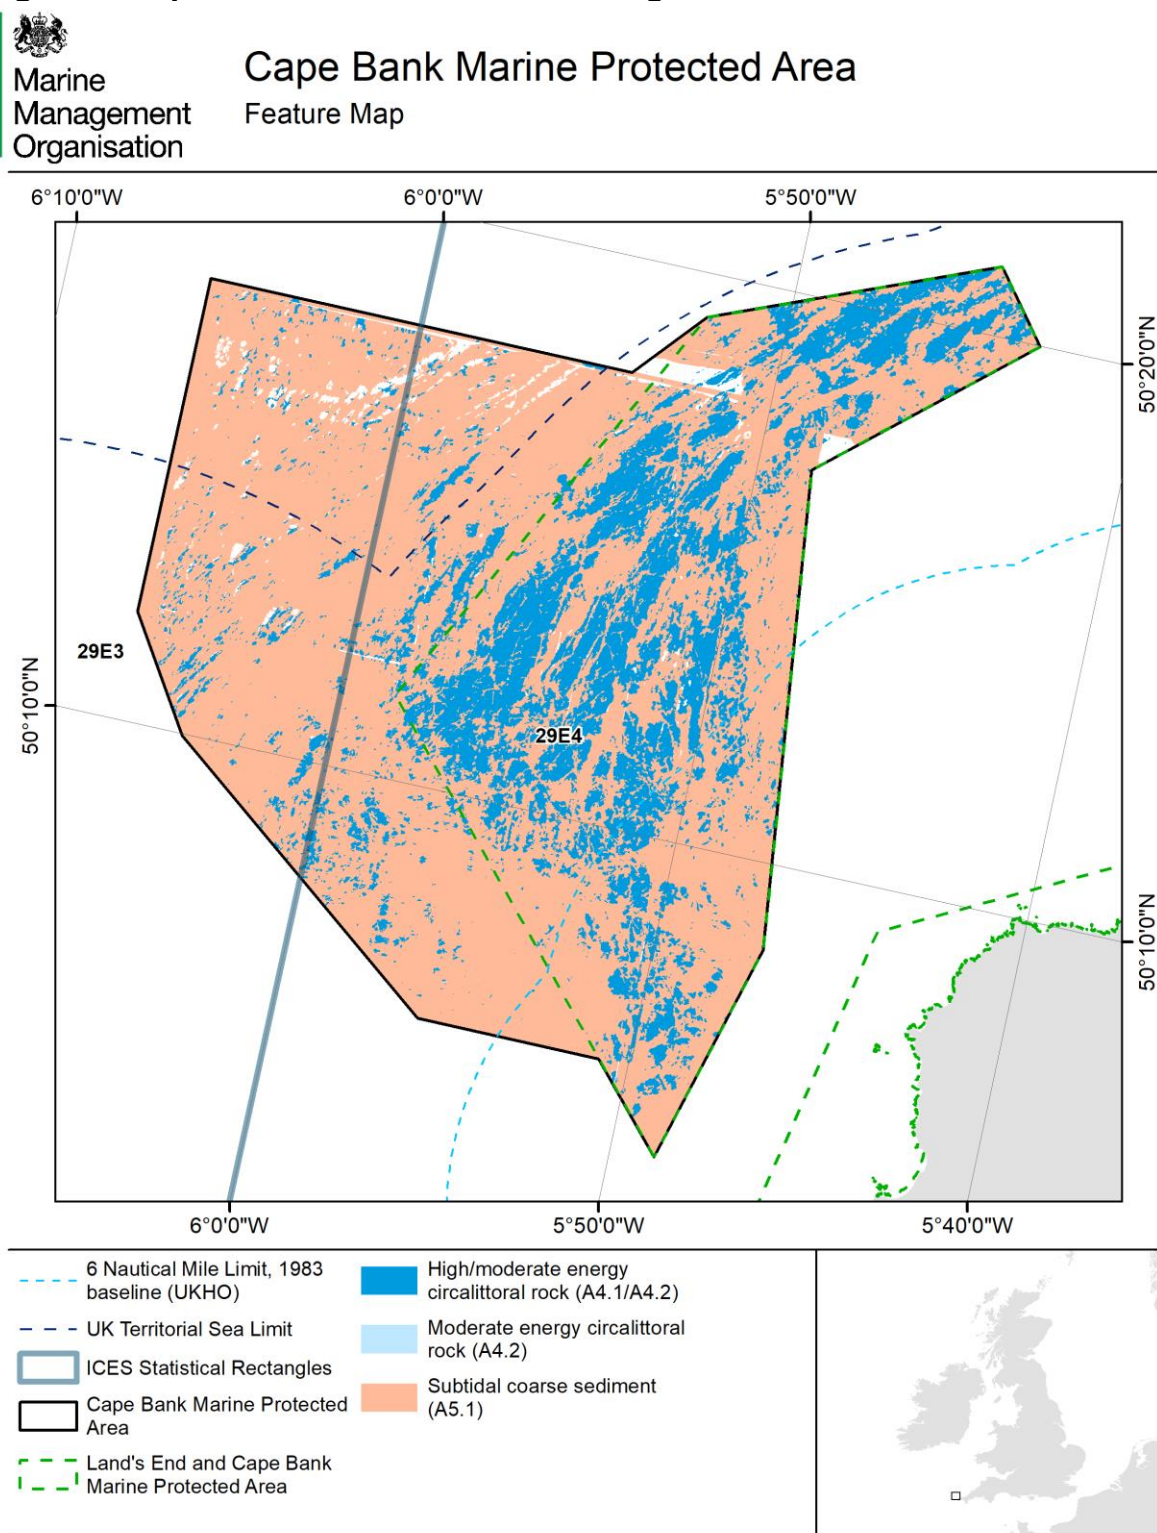 Marine
Management
Organisation
Cape Bank Marine Protected Area
Feature Map
6°10'0"W
6°0'0"W
5°50'0"W
50°20'0"N
29E3
50°10'0"N
29E4
50°10'0"N
6°0'0"W
5°50'0"W
5°40'0"W
6 Nautical Mile Limit, 1983
baseline (UKHO)
UK Territorial Sea Limit
ICES Statistical Rectangles
Cape Bank Marine Protected
Area
Land's End and Cape Bank
Marine Protected Area
High/moderate energy
circalittoral rock (A4.1/A4.2)
Moderate energy circalittoral
rock (A4.2)
Subtidal coarse sediment
(A5.1)